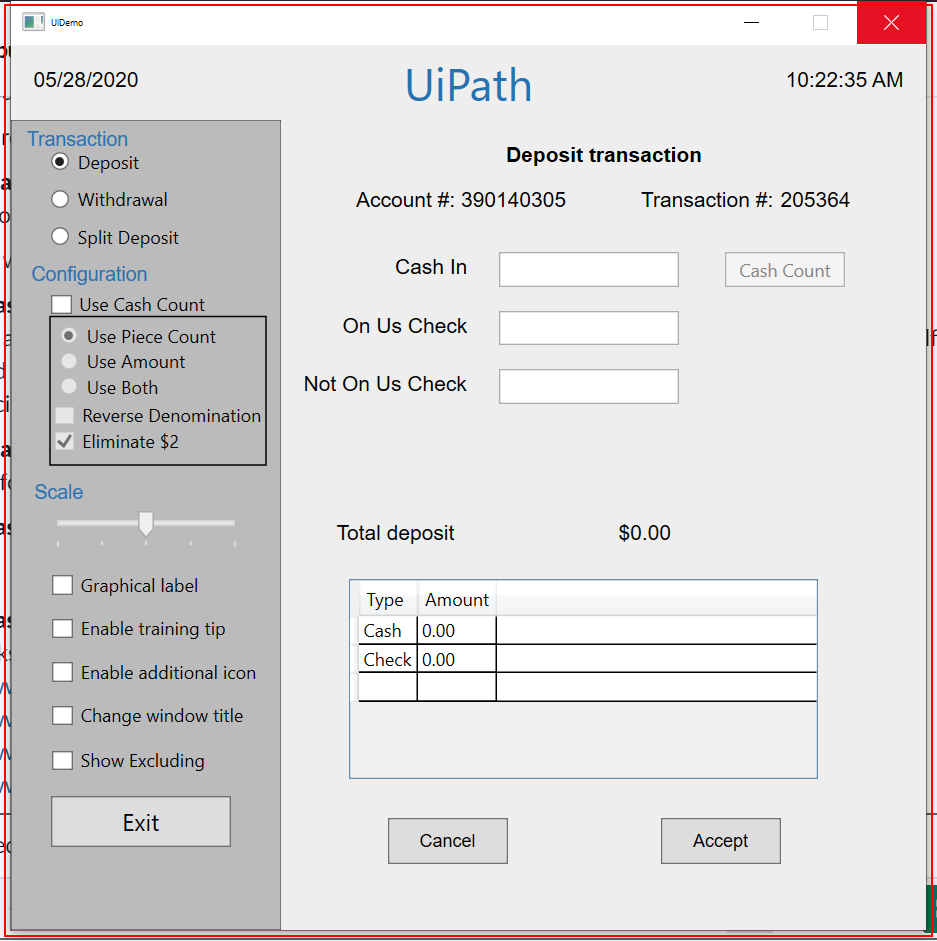 UIDemo
05/28/2020
UiPath
10:22:35 AM
Transaction
Deposit
Withdrawal
Split Deposit
Configuration
Use Cash Count
Use Piece Count
Use Amount
Use Both
Reverse Denomination
Eliminate $2
Scale
Graphical label
Enable training tip
Enable additional icon
Change window title
Show Excluding
Exit
Deposit transaction
Account #: 390140305 Transaction #: 205364
Cash In
Cash Count
On Us Check
Not On Us Check
Total deposit $0.00
Type Amount
Cash 0.00
Check 0.00
Cancel Accept